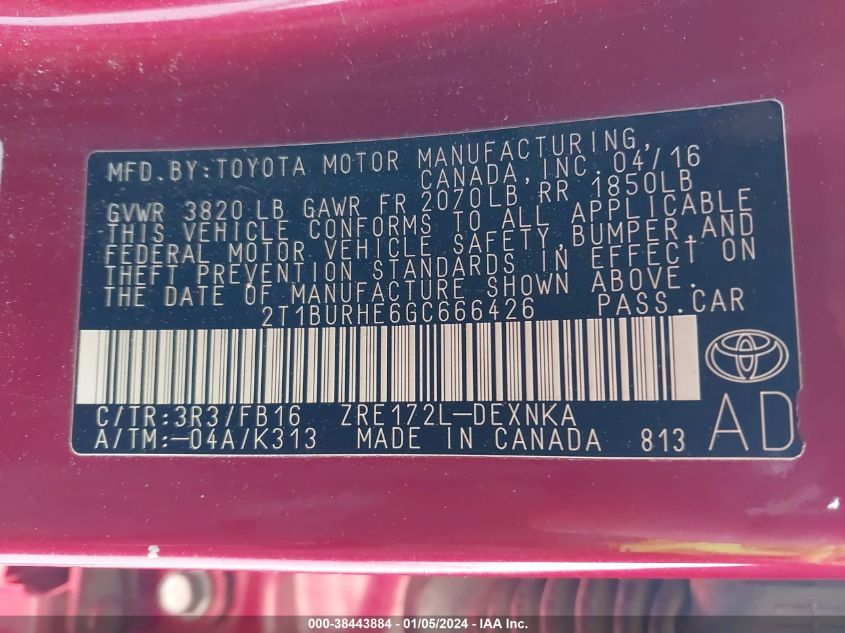 MFD.BY:TOYOTA MOTOR MANUFACTURING,
CANADA, INC. 04/16
GVWR 3820 LB GAWR FR 2070LB RR 1850LB
THIS VEHICLE CONFORMS TO ALL APPLICABLE
FEDERAL MOTOR VEHICLE SAFETY,BUMPER,AND
THEFT PREVENTION STANDARDS IN EFFECT ON
THE DATE OF MANUFACTURE SHOWN ABOVE.
2T1BURHE6GC666426 PASS.CAR
C/TR:3R3/FB16 ZRE172L-DEXNKA
A/TM:-04A/K313 MADE IN CANADA 813 AD
000-38443884 - 01/05/2024 - IAA Inc.